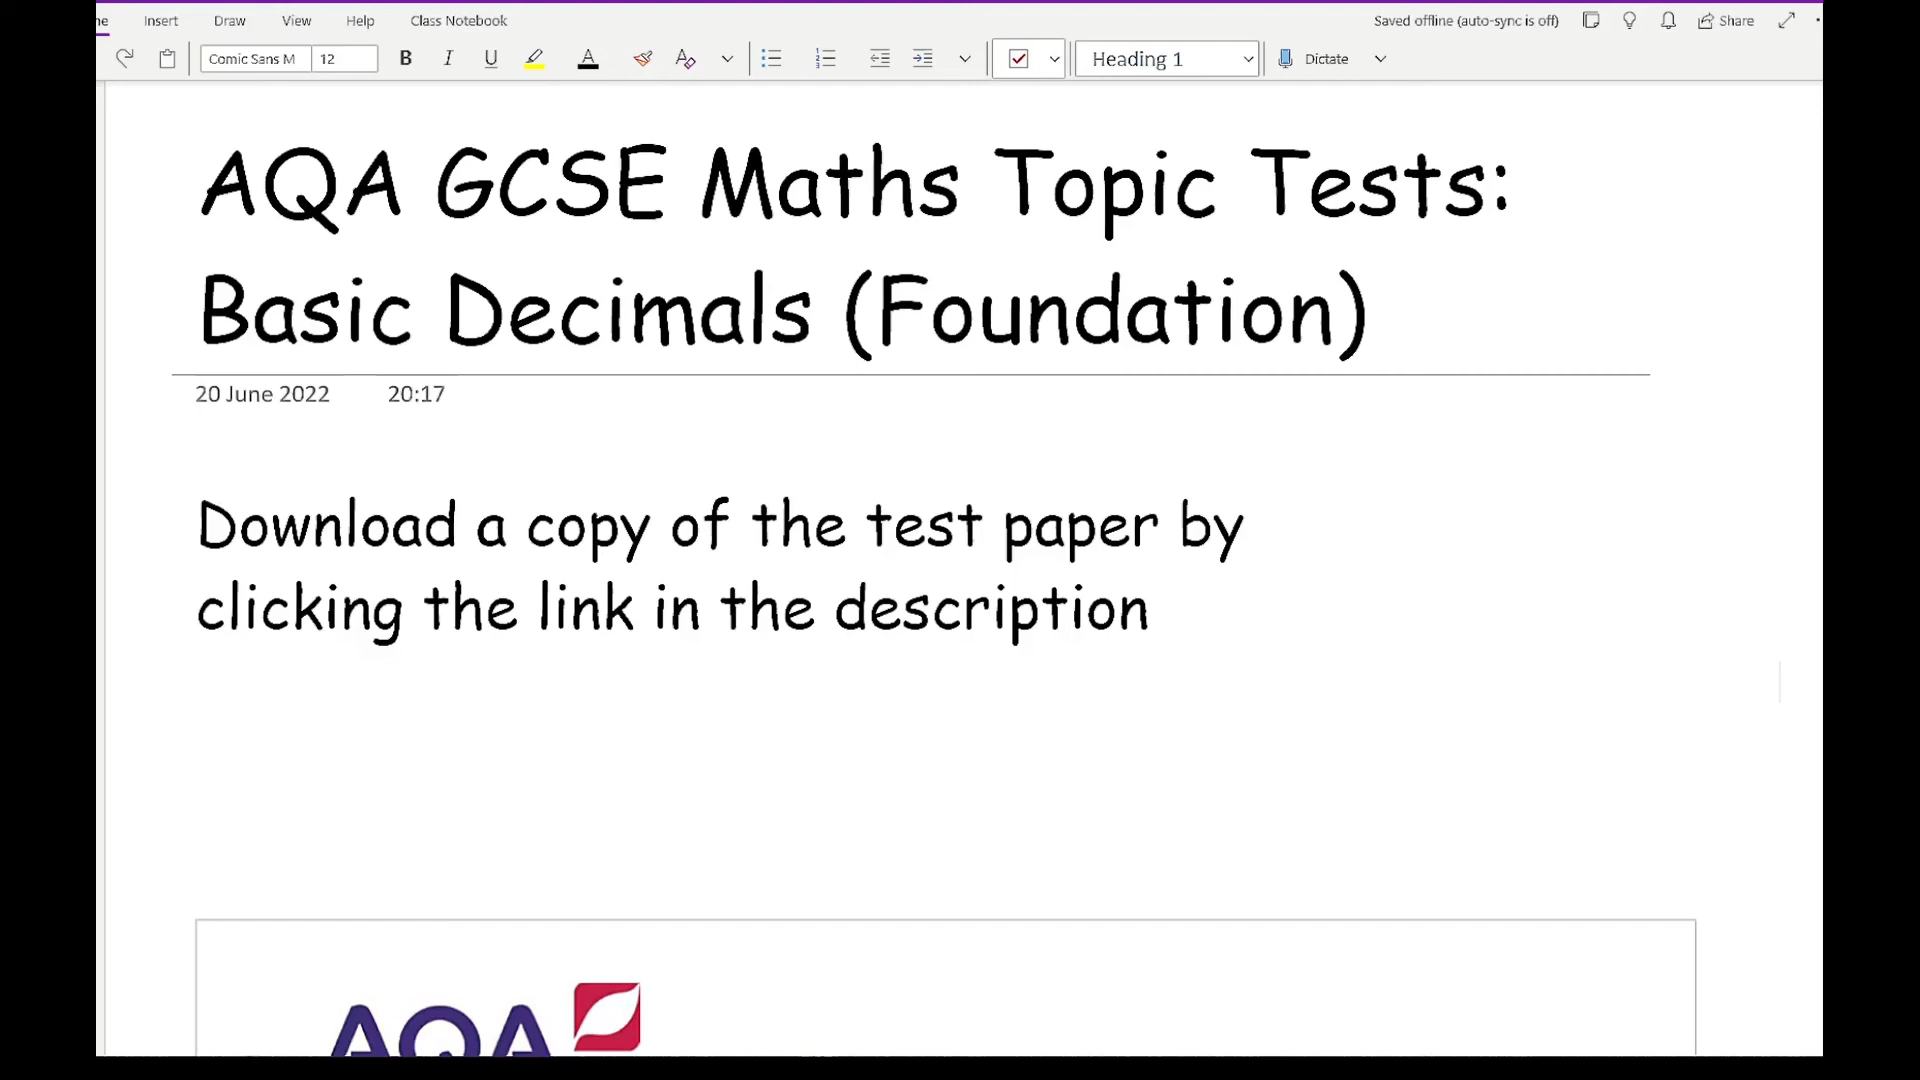 Insert Draw View Help Class Notebook Saved offline (auto-sync is off) Share
Comic Sans M 12 B I U A Heading 1 Dictate
AQA GCSE Maths Topic Tests:
Basic Decimals (Foundation)
20 June 2022 20:17
Download a copy of the test paper by
clicking the link in the description
AQA